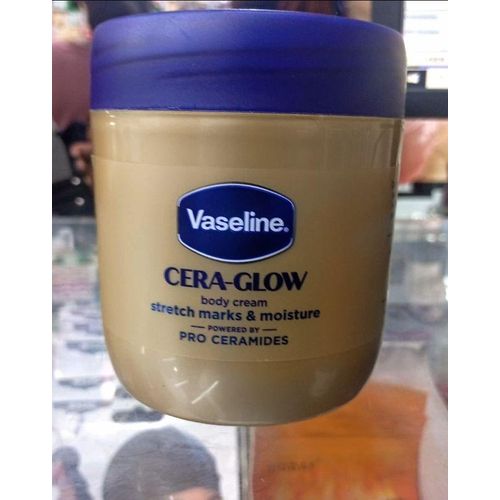 Vaseline.
CERA-GLOW
body cream
stretch marks & moisture
POWERED BY
PRO CERAMIDES